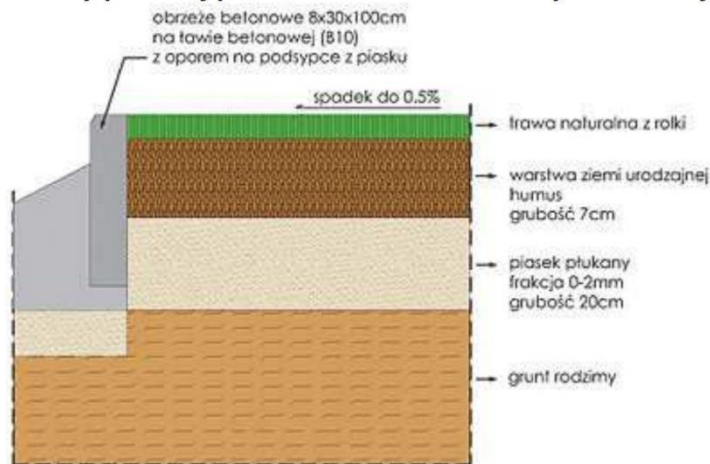 obrzeże betonowe 8x30x100cm
na ławie betonowej (B10)
z oporem na podsypce z piasku
spadek do 0.5%
trawa naturalna z rolki
warstwa ziemi urodzajnej
humus
grubość 7cm
piasek płukany
frakcja 0-2mm
grubość 20cm
grunt rodzimy